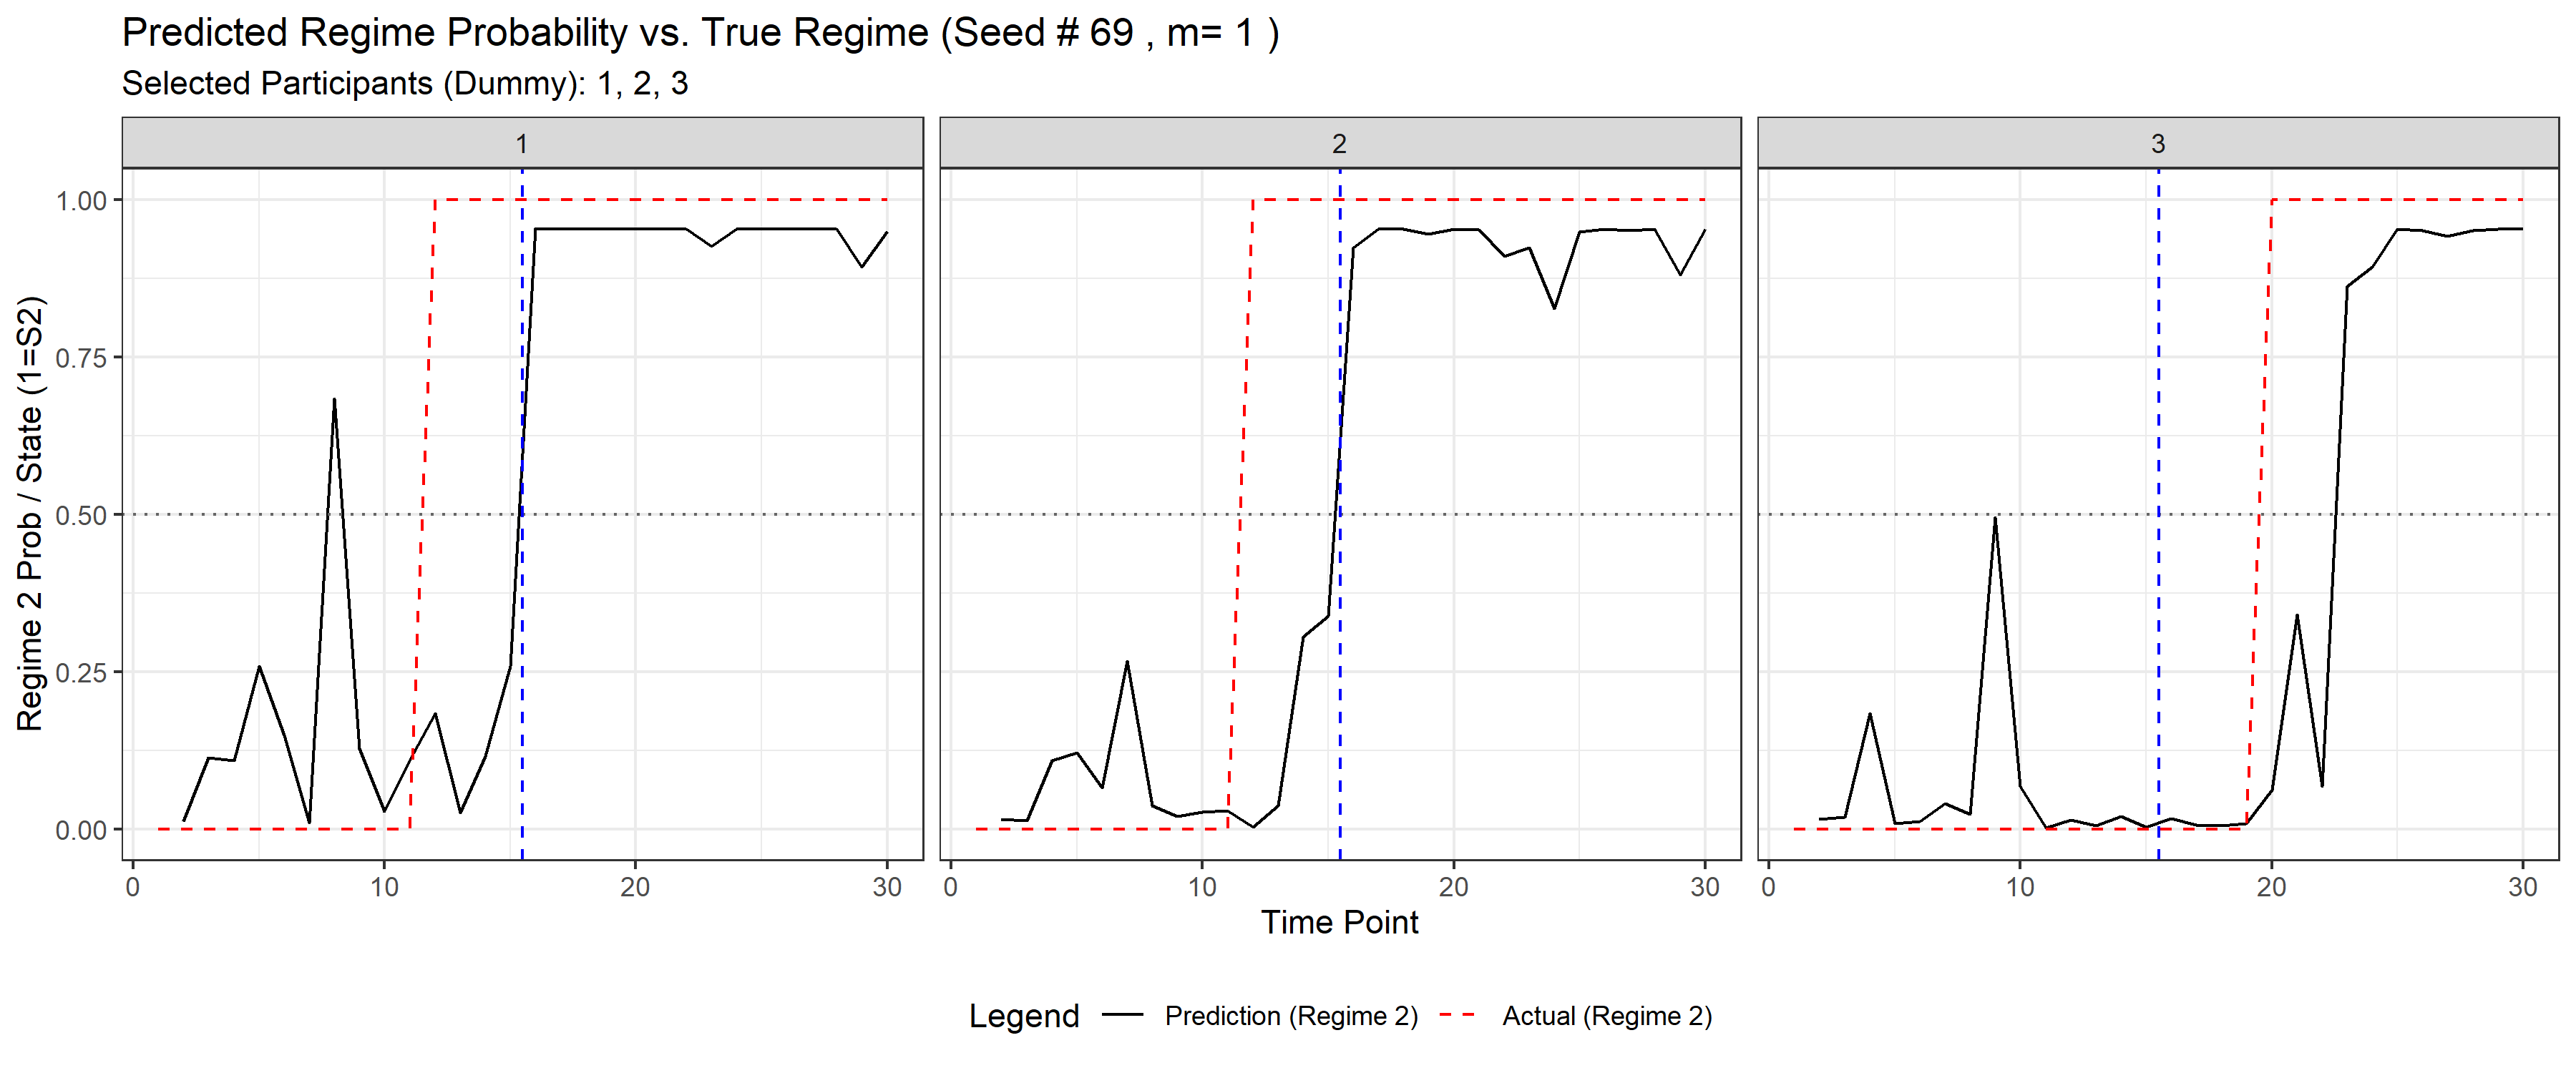 Predicted Regime Probability vs. True Regime (Seed # 69 , m= 1 )
Selected Participants (Dummy): 1, 2, 3
1
2
3
Regime 2 Prob / State (1=S2)
1.00
0.75
0.50
0.25
0.00
0 10 20 30
0 10 20 30
0 10 20 30
Time Point
Legend Prediction (Regime 2) Actual (Regime 2)